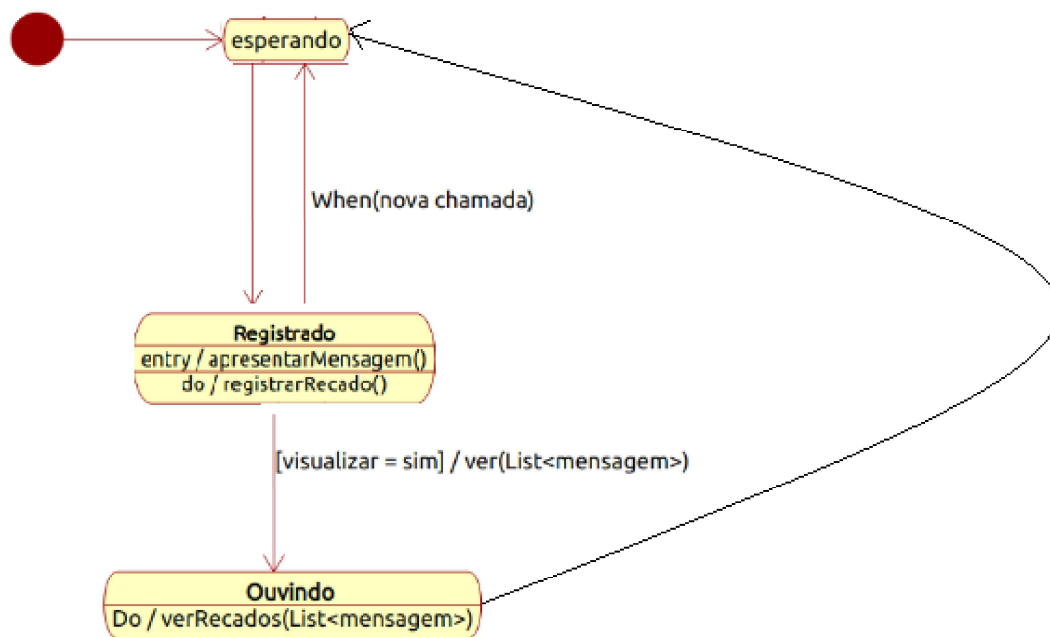 esperando
When(nova chamada)
Registrado
entry / apresentarMensagem()
do / registrarRecado()
[visualizar = sim] / ver(List<mensagem>)
Ouvindo
Do / verRecados(List<mensagem>)